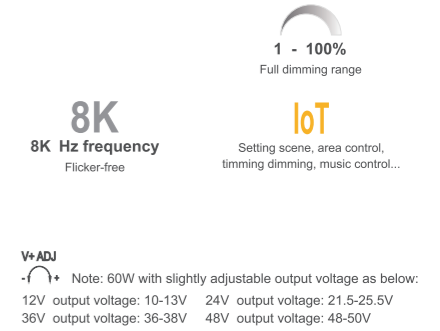 1 - 100%
Full dimming range
8K
8K Hz frequency
Flicker-free
IoT
Setting scene, area control,
timming dimming, music control...
V+ADJ
- + Note: 60W with slightly adjustable output voltage as below:
12V output voltage: 10-13V 24V output voltage: 21.5-25.5V
36V output voltage: 36-38V 48V output voltage: 48-50V